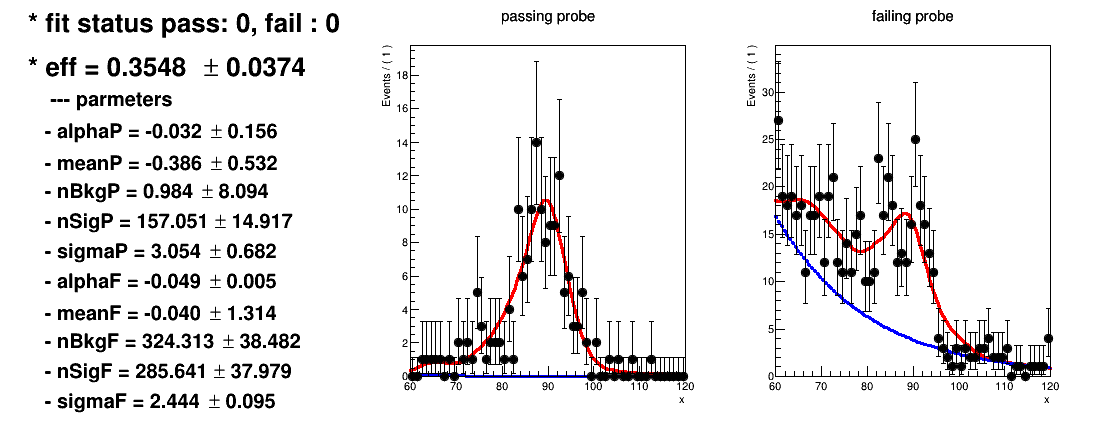 * fit status pass: 0, fail : 0
* eff = 0.3548 ± 0.0374
--- parmeters
- alphaP = -0.032 ± 0.156
- meanP = -0.386 ± 0.532
- nBkgP = 0.984 ± 8.094
- nSigP = 157.051 ± 14.917
- sigmaP = 3.054 ± 0.682
- alphaF = -0.049 ± 0.005
- meanF = -0.040 ± 1.314
- nBkgF = 324.313 ± 38.482
- nSigF = 285.641 ± 37.979
- sigmaF = 2.444 ± 0.095
passing probe
Events / ( 1 )
18
16
14
12
10
8
6
4
2
0
60 70 80 90 100 110 120
x
failing probe
Events / ( 1 )
30
25
20
15
10
5
0
60 70 80 90 100 110 120
x